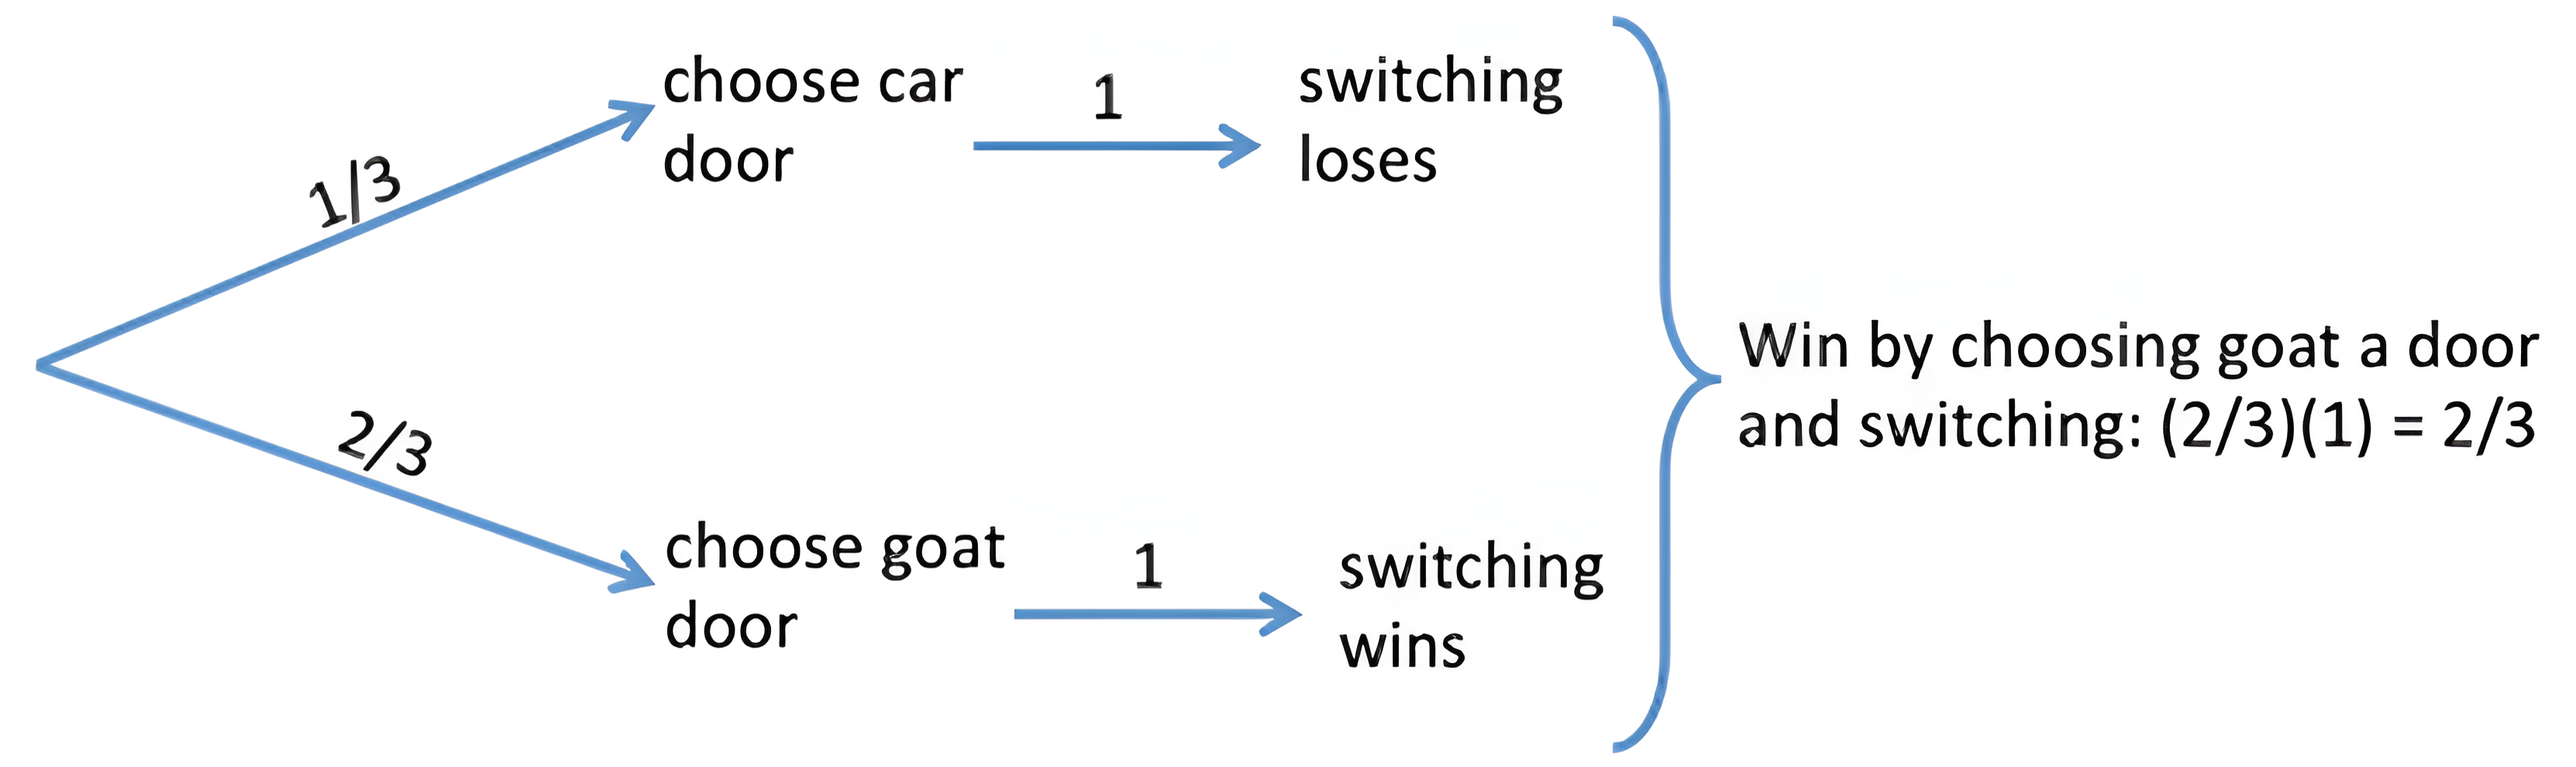 1/3
choose car
door
1
switching
loses
2/3
choose goat
door
1
switching
wins
Win by choosing goat a door
and switching: (2/3)(1) = 2/3